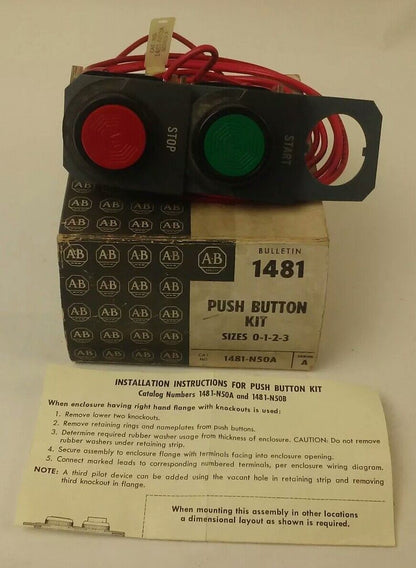 STOP
START
A-B
BULLETIN
1481
PUSH BUTTON
KIT
SIZES 0-1-2-3
CAT. NO. 1481-N50A SERIES A
INSTALLATION INSTRUCTIONS FOR PUSH BUTTON KIT
Catalog Numbers 1481-N50A and 1481-N50B
When enclosure having right hand flange with knockouts is used:
1. Remove lower two knockouts.
2. Remove retaining rings and nameplates from push buttons.
3. Determine required rubber washer usage from thickness of enclosure. CAUTION: Do not remove
rubber washers under retaining strip.
4. Secure assembly to enclosure flange with terminals facing into enclosure opening.
5. Connect marked leads to corresponding numbered terminals, per enclosure wiring diagram.
NOTE: A third pilot device can be added using the vacant hole in retaining strip and removing
third knockout in flange.
When mounting this assembly in other locations
a dimensional layout as shown is required.